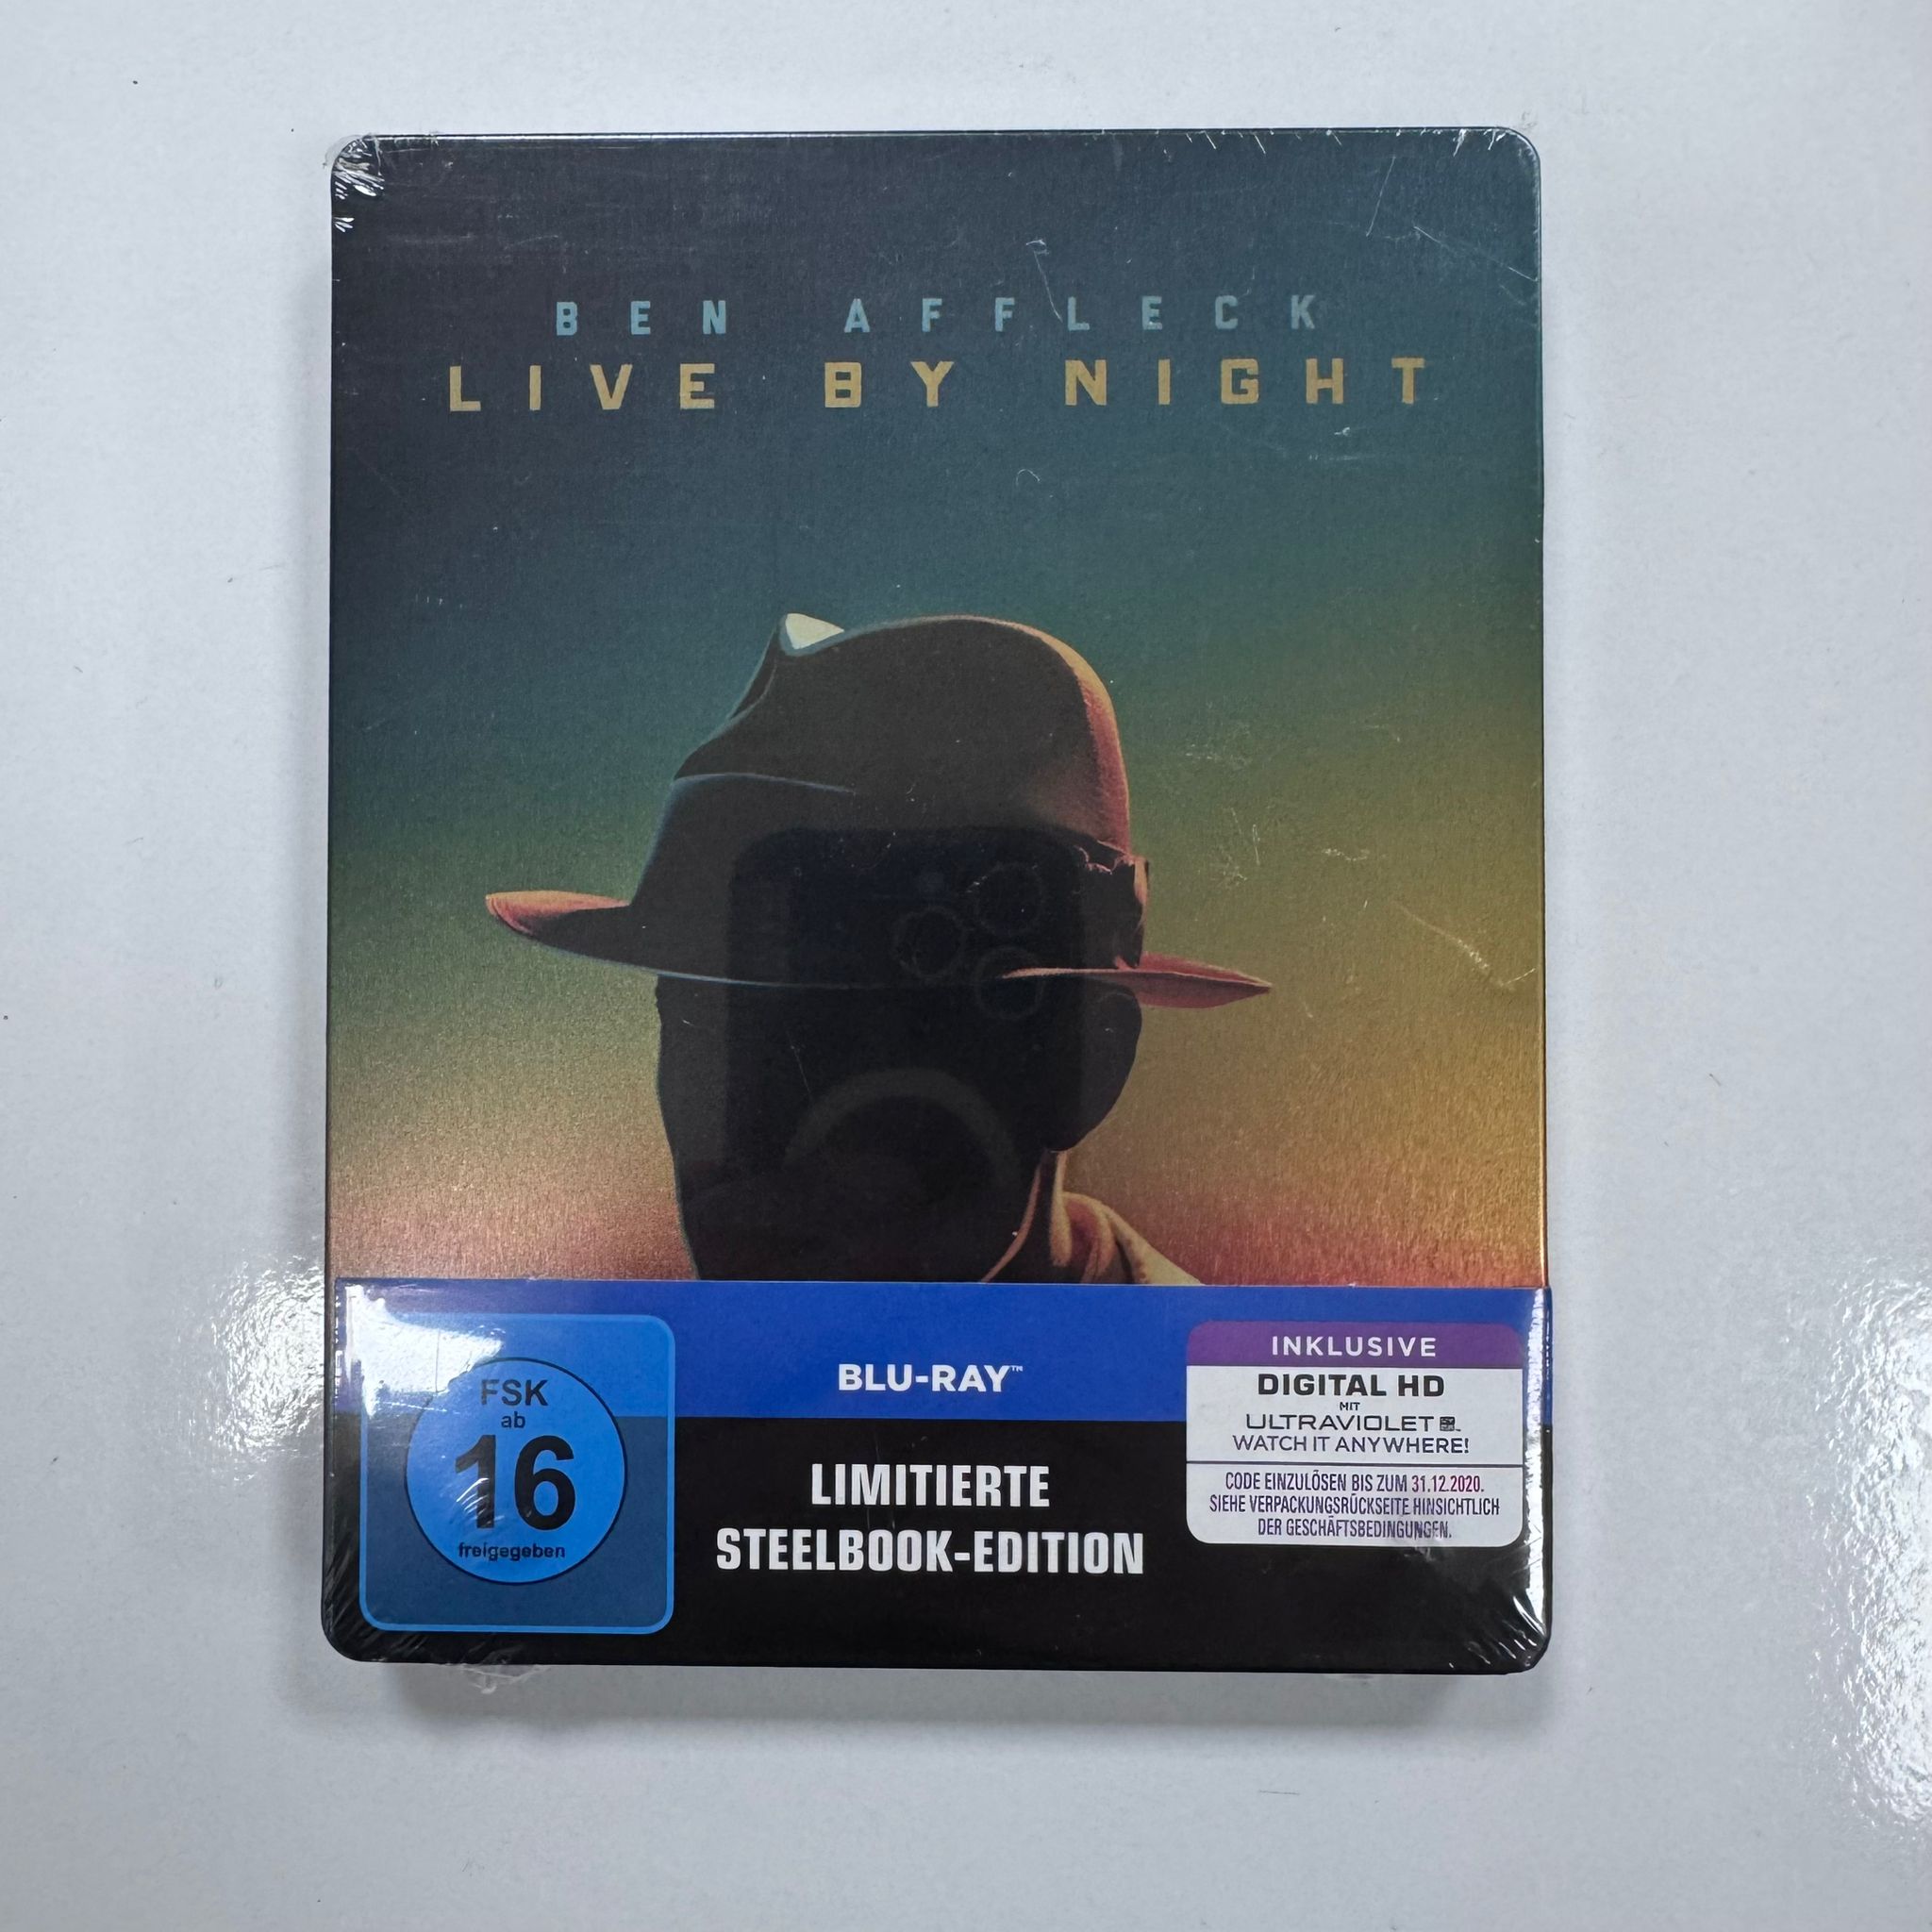 BEN AFFLECK
LIVE BY NIGHT
FSK
ab
16
freigegeben
BLU-RAY™
LIMITIERTE
STEELBOOK-EDITION
INKLUSIVE
DIGITAL HD
MIT
ULTRAVIOLET
WATCH IT ANYWHERE!
CODE EINZULÖSEN BIS ZUM 31.12.2020.
SIEHE VERPACKUNGSRÜCKSEITE HINSICHTLICH
DER GESCHÄFTSBEDINGUNGEN.